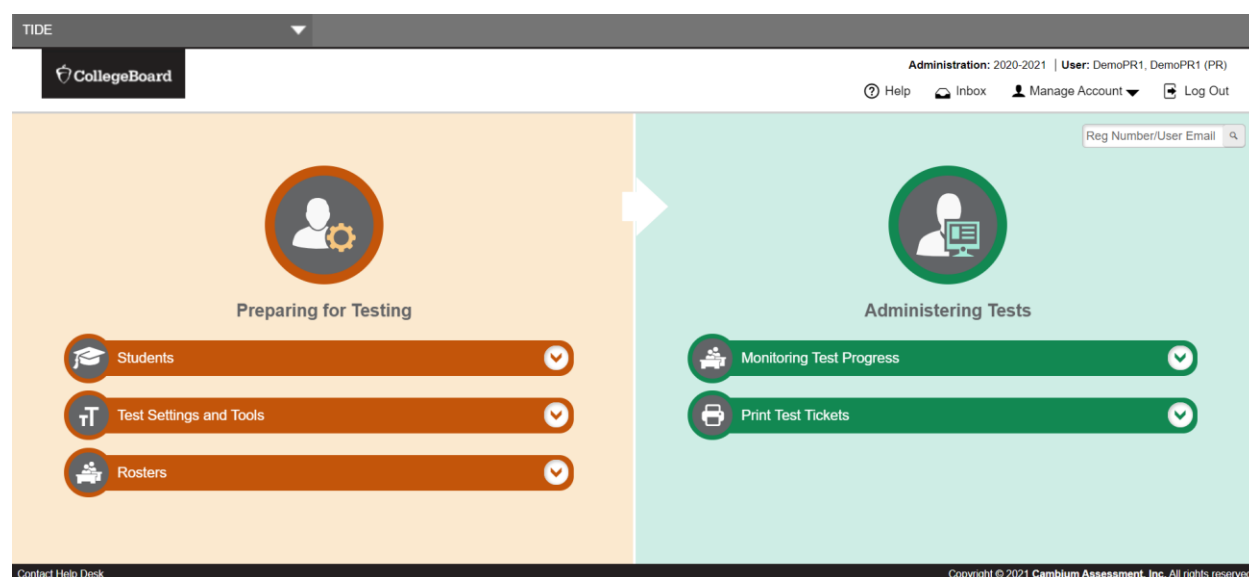 TIDE
CollegeBoard
Administration: 2020-2021 | User: DemoPR1, DemoPR1 (PR)
Help Inbox Manage Account Log Out
Reg Number/User Email
Preparing for Testing
Students
Test Settings and Tools
Rosters
Administering Tests
Monitoring Test Progress
Print Test Tickets
Contact Help Desk
Copyright © 2021 Cambium Assessment, Inc. All rights reserved